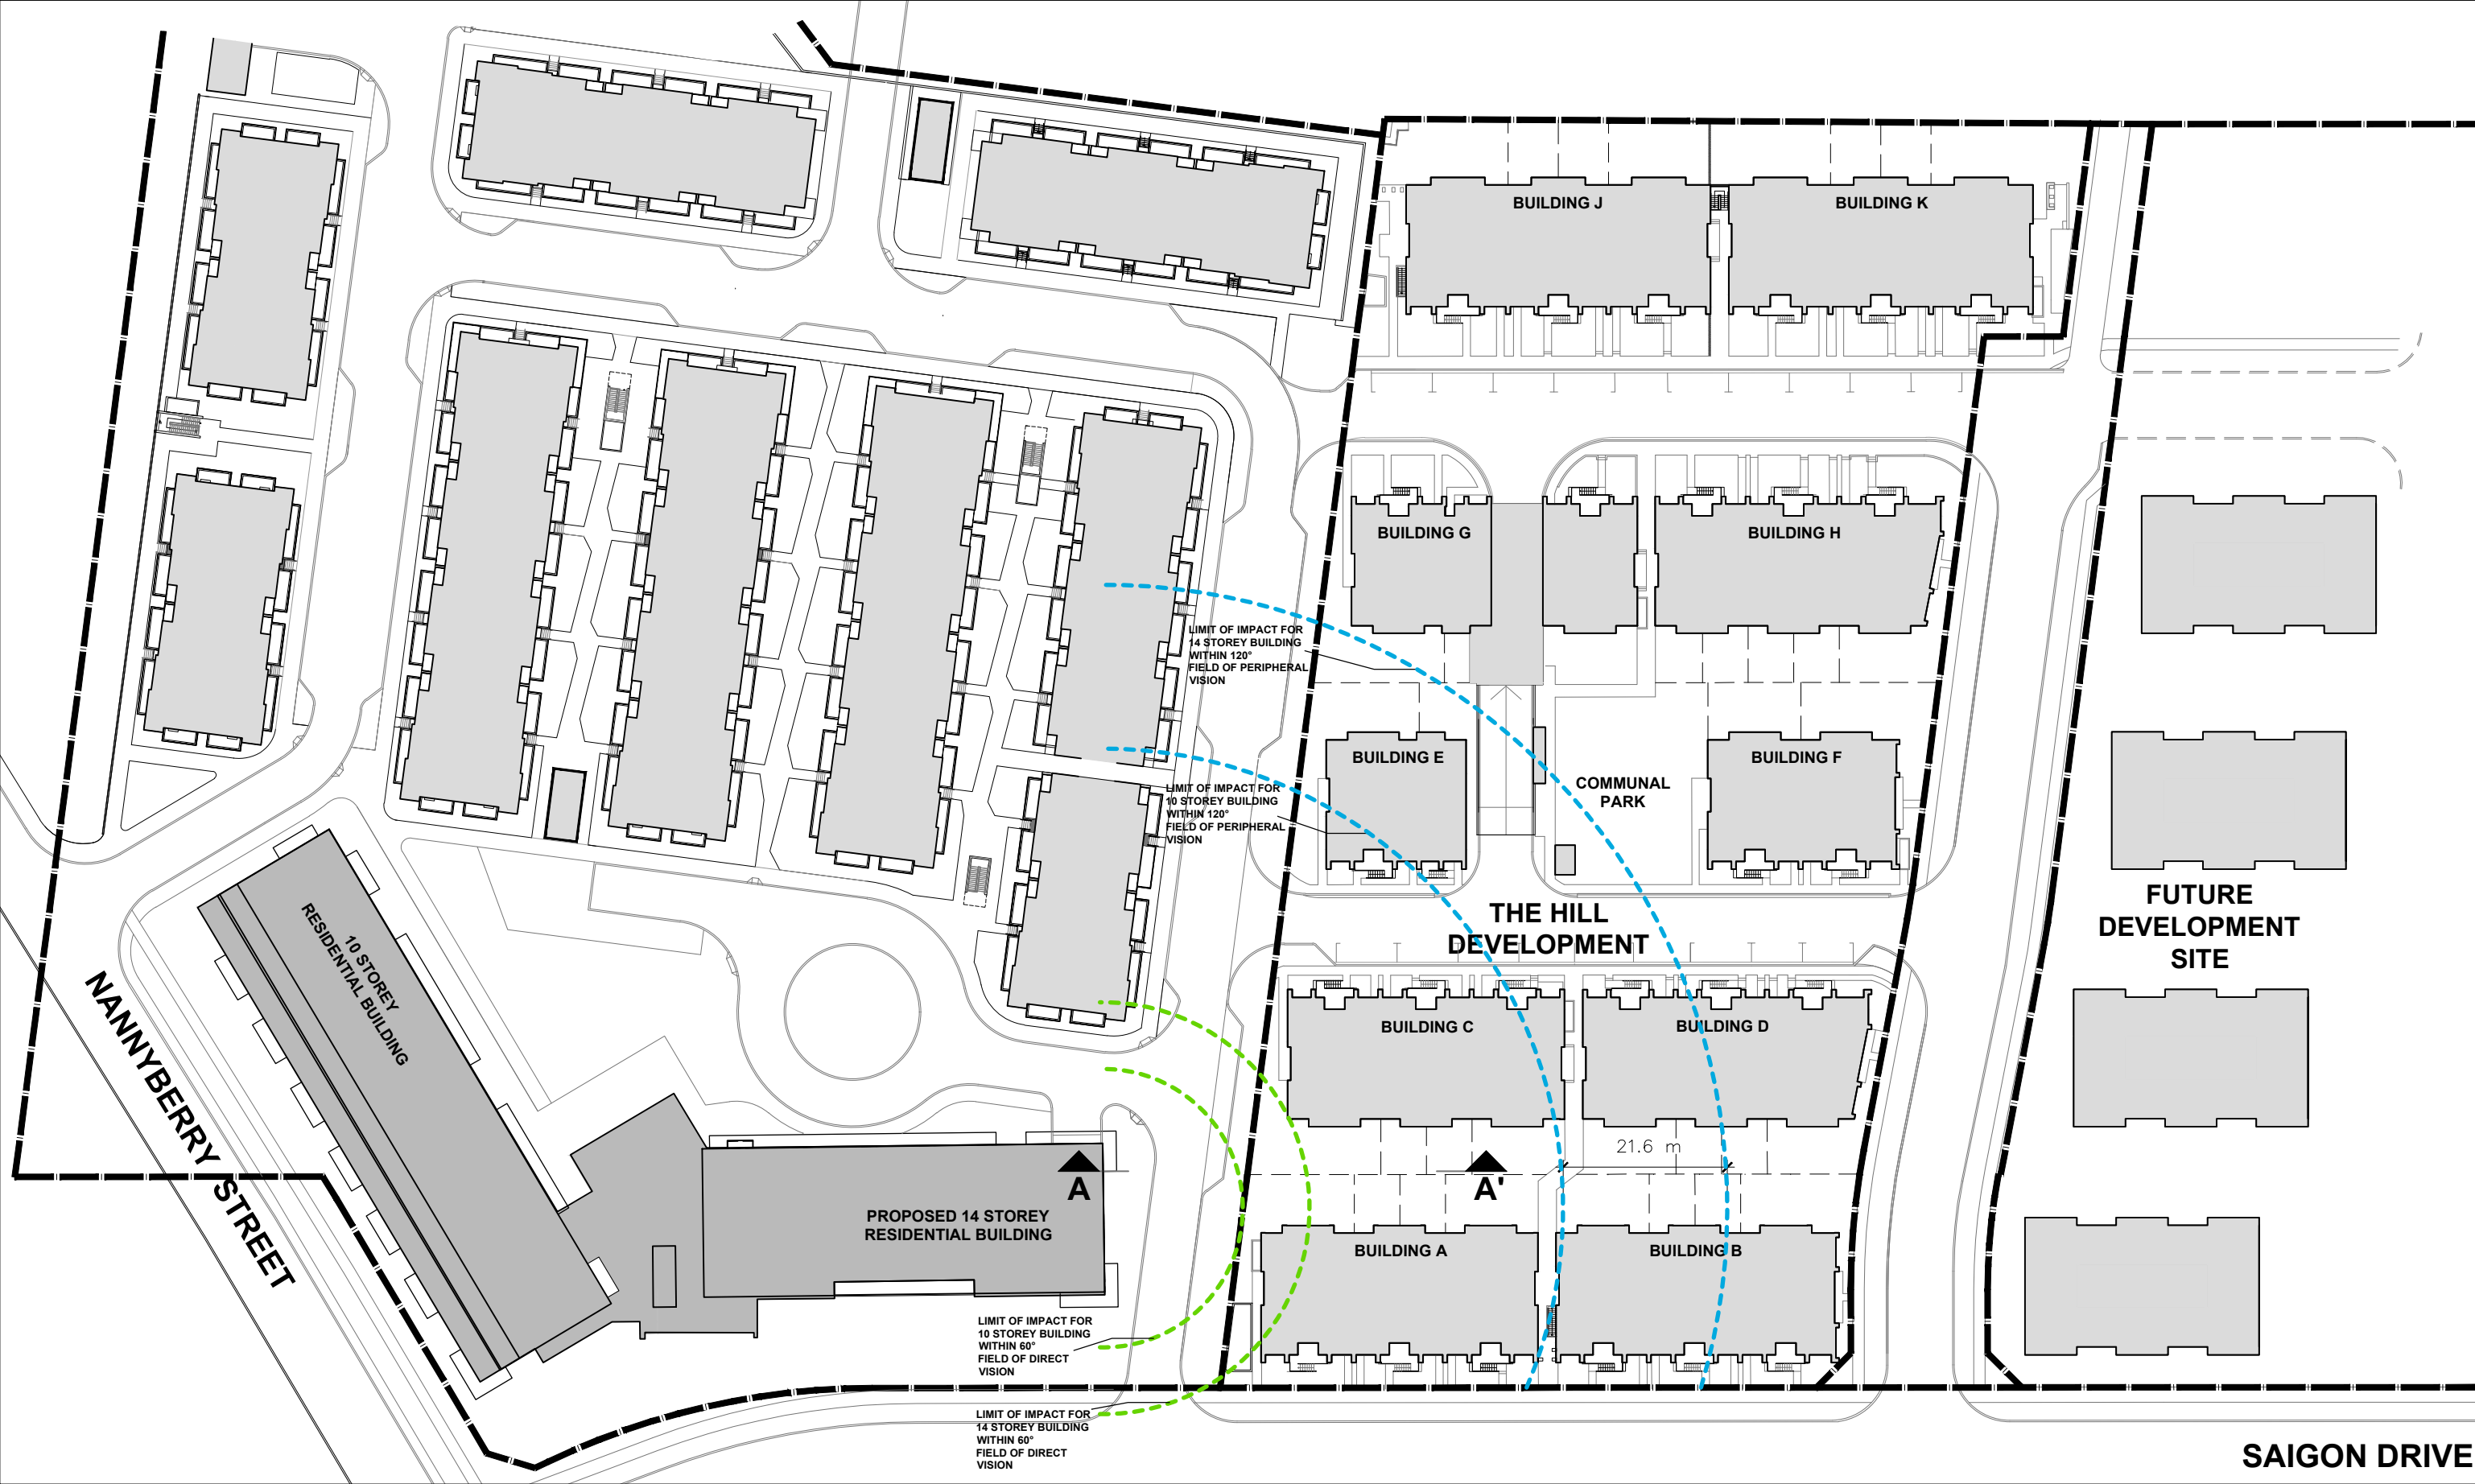 BUILDING J
BUILDING K
BUILDING G
BUILDING H
LIMIT OF IMPACT FOR
14 STOREY BUILDING
WITHIN 120°
FIELD OF PERIPHERAL
VISION
BUILDING E
BUILDING F
COMMUNAL
PARK
LIMIT OF IMPACT FOR
10 STOREY BUILDING
WITHIN 120°
FIELD OF PERIPHERAL
VISION
THE HILL
DEVELOPMENT
FUTURE
DEVELOPMENT
SITE
10 STOREY
RESIDENTIAL BUILDING
NANNYBERRY STREET
BUILDING C
BUILDING D
21.6 m
A
A'
PROPOSED 14 STOREY
RESIDENTIAL BUILDING
BUILDING A
BUILDING B
LIMIT OF IMPACT FOR
10 STOREY BUILDING
WITHIN 60°
FIELD OF DIRECT
VISION
LIMIT OF IMPACT FOR
14 STOREY BUILDING
WITHIN 60°
FIELD OF DIRECT
VISION
SAIGON DRIVE